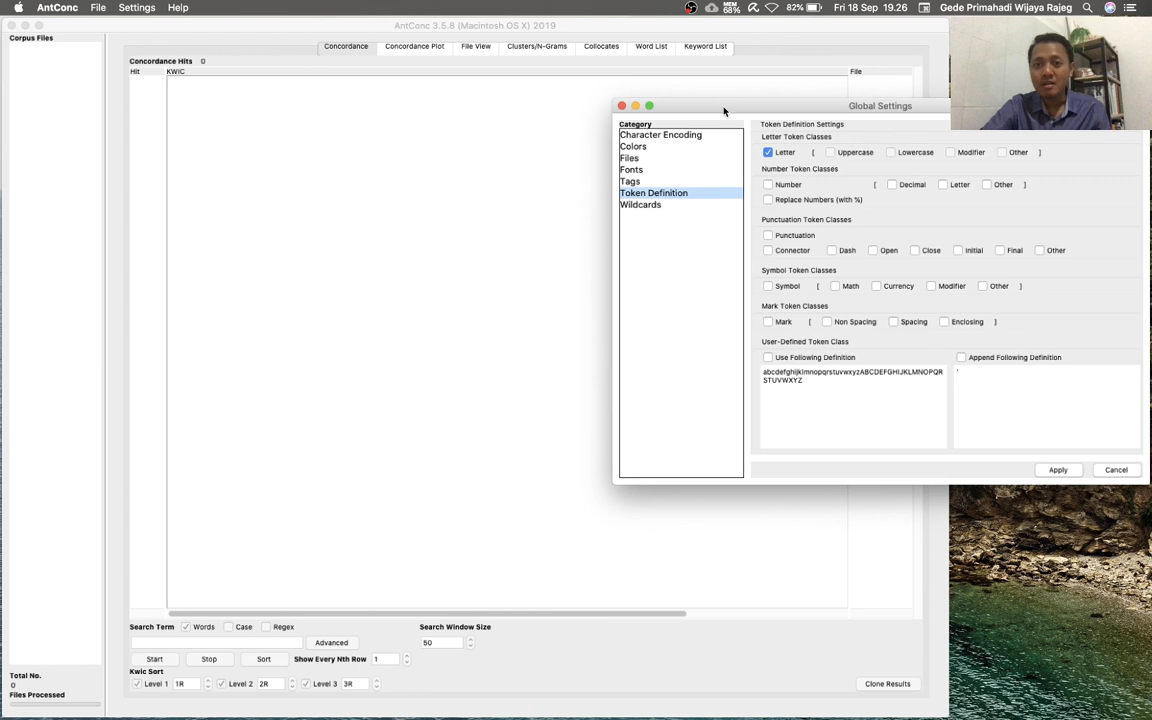 AntConc File Settings Help
MEM 68% 82% Fri 18 Sep 19.26 Gede Primahadi Wijaya Rajeg
AntConc 3.5.8 (Macintosh OS X) 2019
Corpus Files
Concordance Concordance Plot File View Clusters/N-Grams Collocates Word List Keyword List
Concordance Hits 0
Hit KWIC File
Global Settings
Category
Character Encoding
Colors
Files
Fonts
Tags
Token Definition
Wildcards
Token Definition Settings
Letter Token Classes
Letter [ Uppercase Lowercase Modifier Other ]
Number Token Classes
Number [ Decimal Letter Other ]
Replace Numbers (with %)
Punctuation Token Classes
Punctuation
Connector Dash Open Close Initial Final Other
Symbol Token Classes
Symbol [ Math Currency Modifier Other ]
Mark Token Classes
Mark [ Non Spacing Spacing Enclosing ]
User-Defined Token Class
Use Following Definition Append Following Definition
abcdefghijklmnopqrstuvwxyzABCDEFGHIJKLMNOPQR '
STUVWXYZ
Apply Cancel
Search Term Words Case Regex Search Window Size
Advanced 50
Start Stop Sort Show Every Nth Row 1
Kwic Sort
Level 1 1R Level 2 2R Level 3 3R Clone Results
Total No.
0
Files Processed